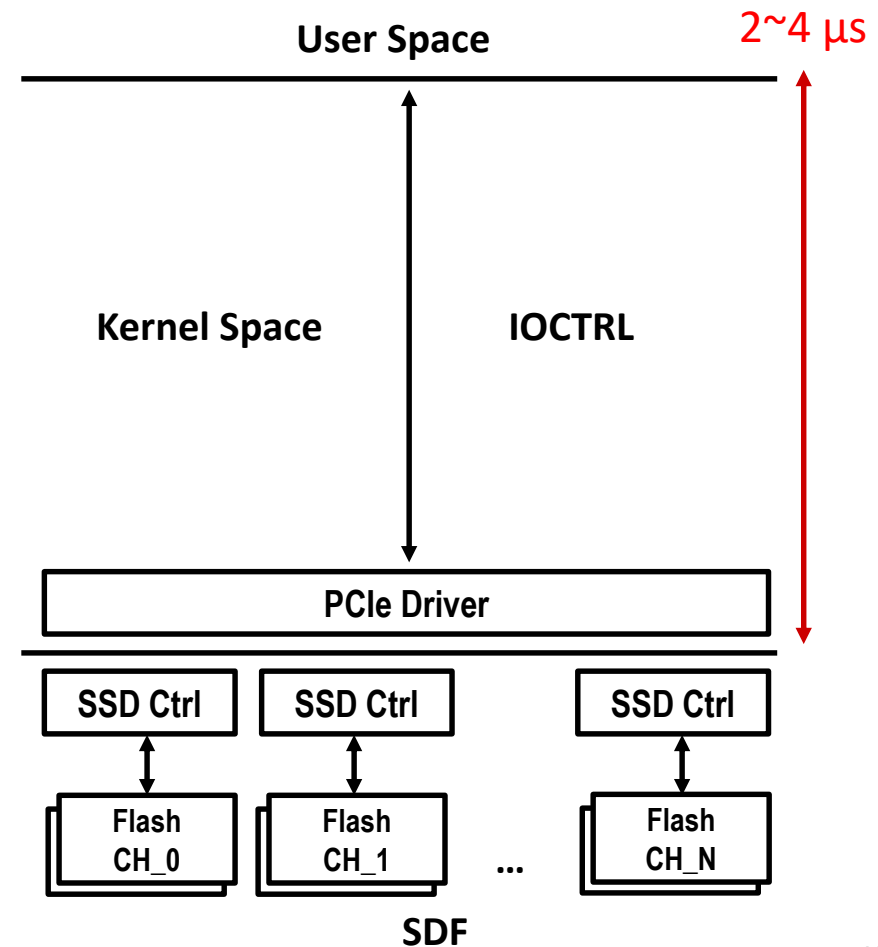 User Space
2~4 μs
Kernel Space
IOCTRL
PCIe Driver
SSD Ctrl
SSD Ctrl
SSD Ctrl
Flash
CH_0
Flash
CH_1
...
Flash
CH_N
SDF